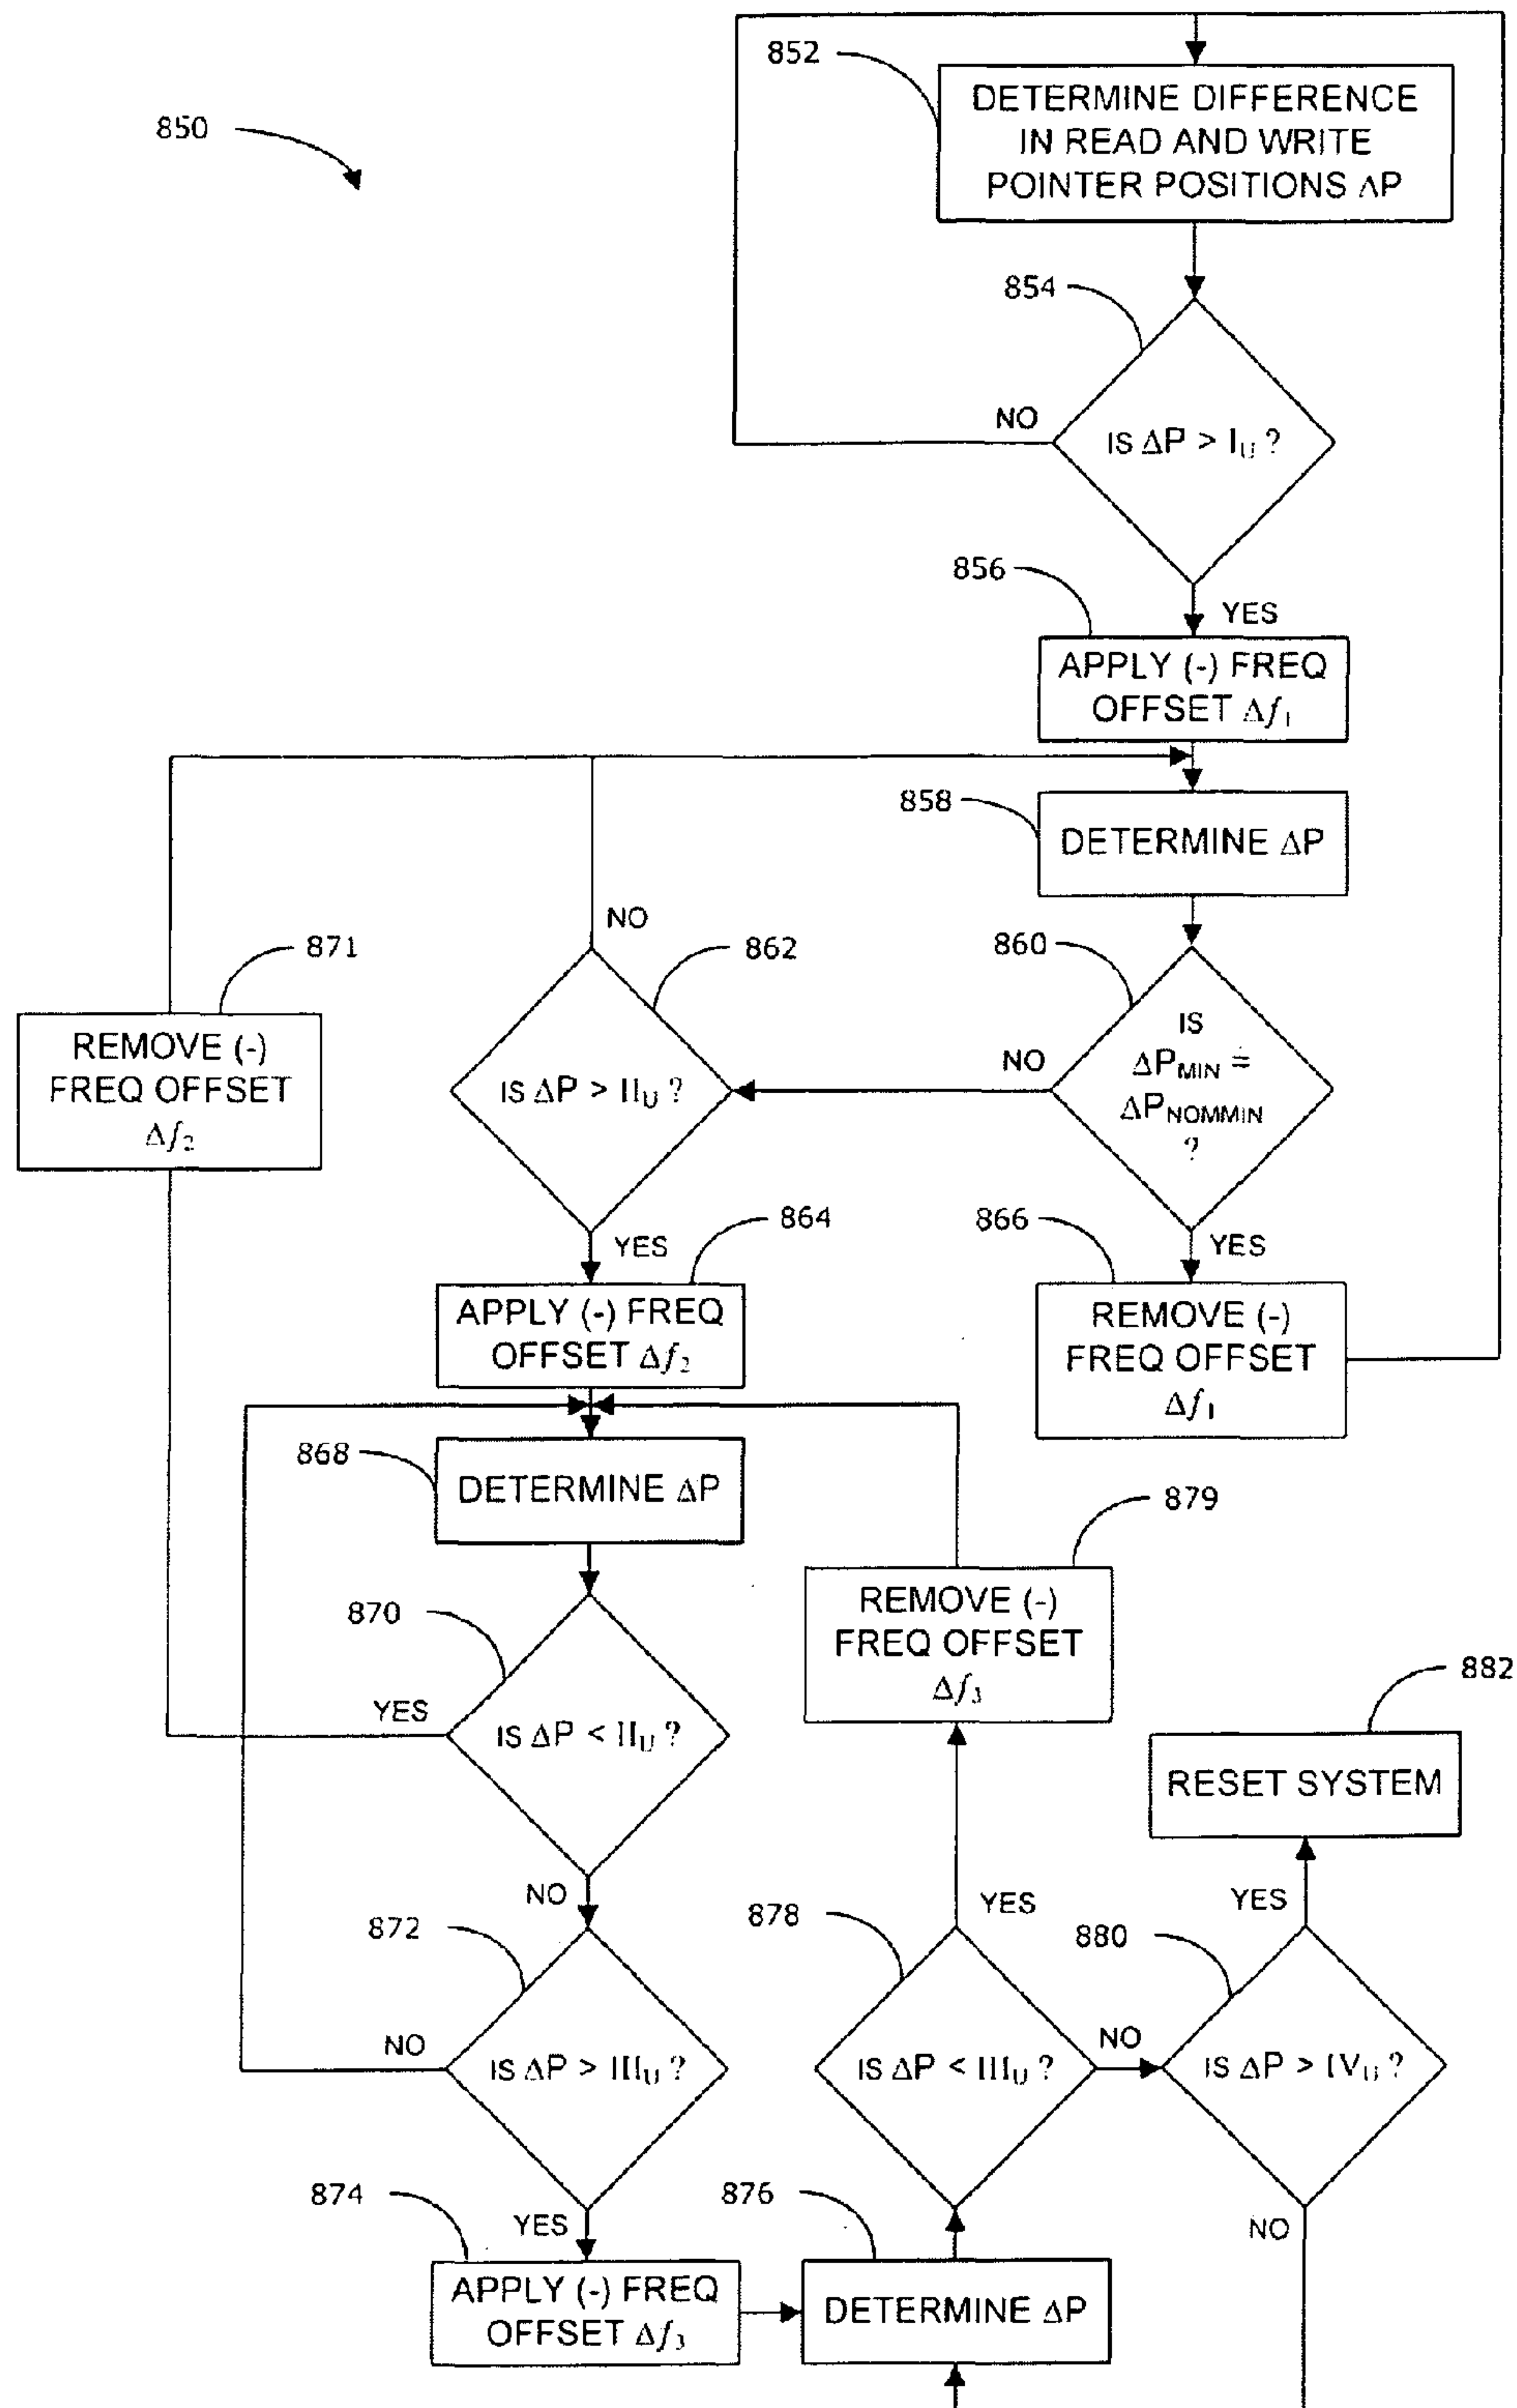 850
852
DETERMINE DIFFERENCE
IN READ AND WRITE
POINTER POSITIONS ΔP
854
NO
IS ΔP > I_U ?
856
YES
APPLY (-) FREQ
OFFSET Δf₁
858
DETERMINE ΔP
NO
871
862
860
REMOVE (-)
FREQ OFFSET
Δf₂
IS ΔP > II_U ?
NO
IS
ΔP_MIN =
ΔP_NOMMIN
?
864
866
YES
YES
APPLY (-) FREQ
OFFSET Δf₂
REMOVE (-)
FREQ OFFSET
Δf₁
868
DETERMINE ΔP
879
REMOVE (-)
FREQ OFFSET
Δf₃
870
YES
IS ΔP < II_U ?
882
RESET SYSTEM
NO
872
878
YES
880
YES
NO
IS ΔP > III_U ?
IS ΔP < III_U ?
NO
IS ΔP > IV_U ?
874
YES
876
NO
APPLY (-) FREQ
OFFSET Δf₃
DETERMINE ΔP